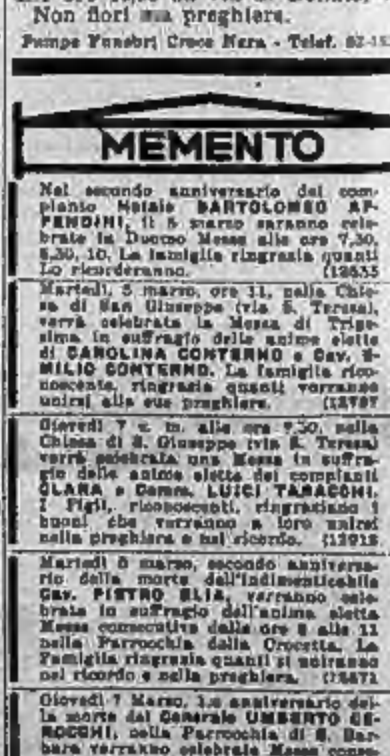 Non fiori ma preghiere.
Pompe Funebri Croce Nera - Telef.
MEMENTO
Nel secondo anniversario del com-
pianto Notaio BARTOLOMEO AP-
PENDINI, il 5 marzo saranno cele-
brate in Duomo Messe alle ore 7,30,
8,30, 10. La famiglia ringrazia quanti
Lo ricorderanno.
Martedì, 5 marzo, ore 11, nella Chie-
sa di San Giuseppe (via S. Teresa),
verrà celebrata la Messa di Trige-
sima in suffragio delle anime elette
di CAROLINA CONTERNO e Cav. E-
MILIO CONTERNO. La famiglia rico-
noscente, ringrazia quanti vorranno
unirsi alle sue preghiere.
Giovedì 7 c. m. alle ore 9,30, nella
Chiesa di S. Giuseppe (via S. Teresa)
verrà celebrata una Messa in suffra-
gio delle anime elette dei compianti
CLARA e Comm. LUIGI TARACCHI.
I Figli, riconoscenti, ringraziano i
buoni che vorranno a loro unirsi
nella preghiera e nel ricordo.
Martedì 5 marzo, secondo anniversa-
rio della morte dell'indimenticabile
Cav. PIETRO ELIA, verranno cele-
brate in suffragio dell'anima eletta
Messe consecutive dalle ore 8 alle 11
nella Parrocchia della Crocetta. La
Famiglia ringrazia quanti si uniranno
nel ricordo e nella preghiera.
Giovedì 7 Marzo, 1.o anniversario del-
la morte del Generale UMBERTO
nella Parrocchia di S. Bar-
bara verranno celebrate Messe